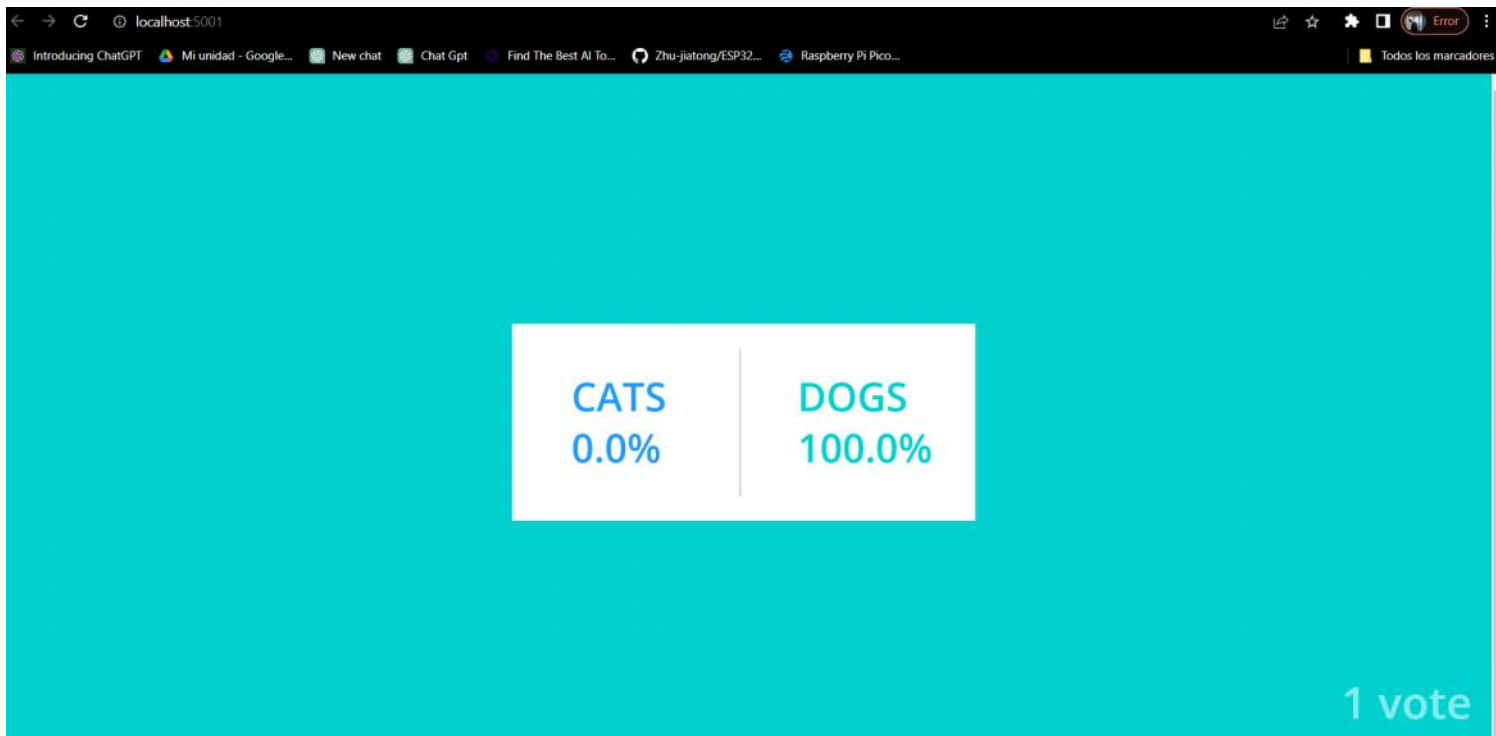 localhost:5001
Error
Introducing ChatGPT
Mi unidad - Google...
New chat
Chat Gpt
Find The Best AI To...
Zhu-jiatong/ESP32...
Raspberry Pi Pico...
Todos los marcadores
CATS
0.0%
DOGS
100.0%
1 vote